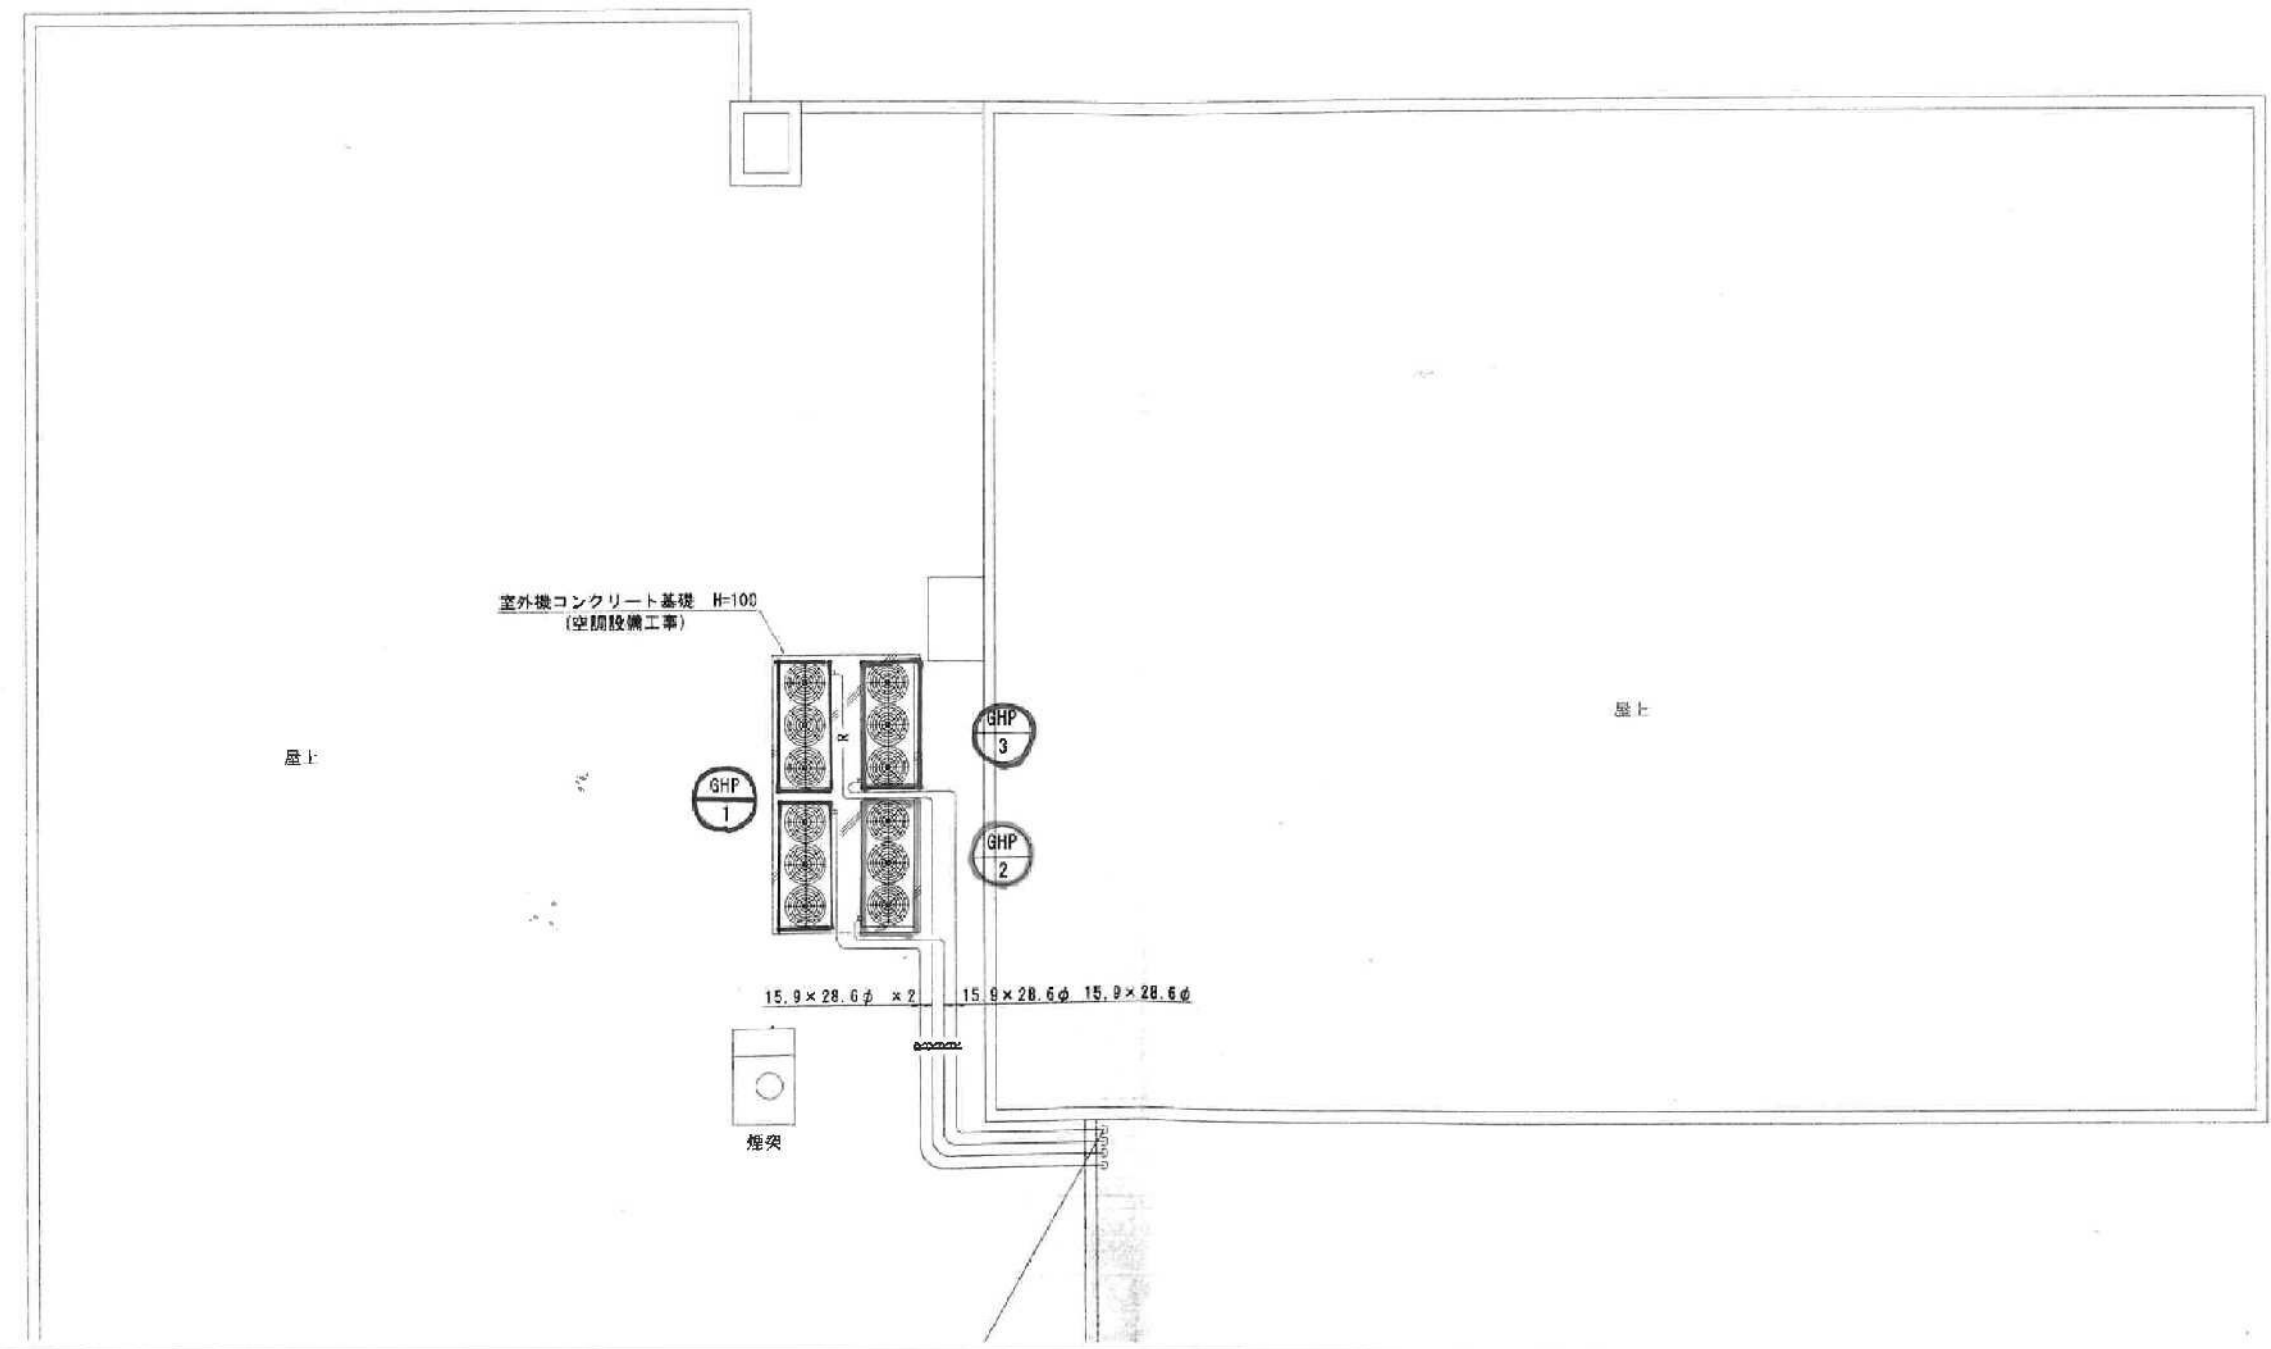 室外機コンクリート基礎 H=100
(空調設備工事)
屋上
屋上
GHP
3
R
GHP
1
GHP
2
15.9×28.6φ ×2
15.9×28.6φ
15.9×28.6φ
煙突